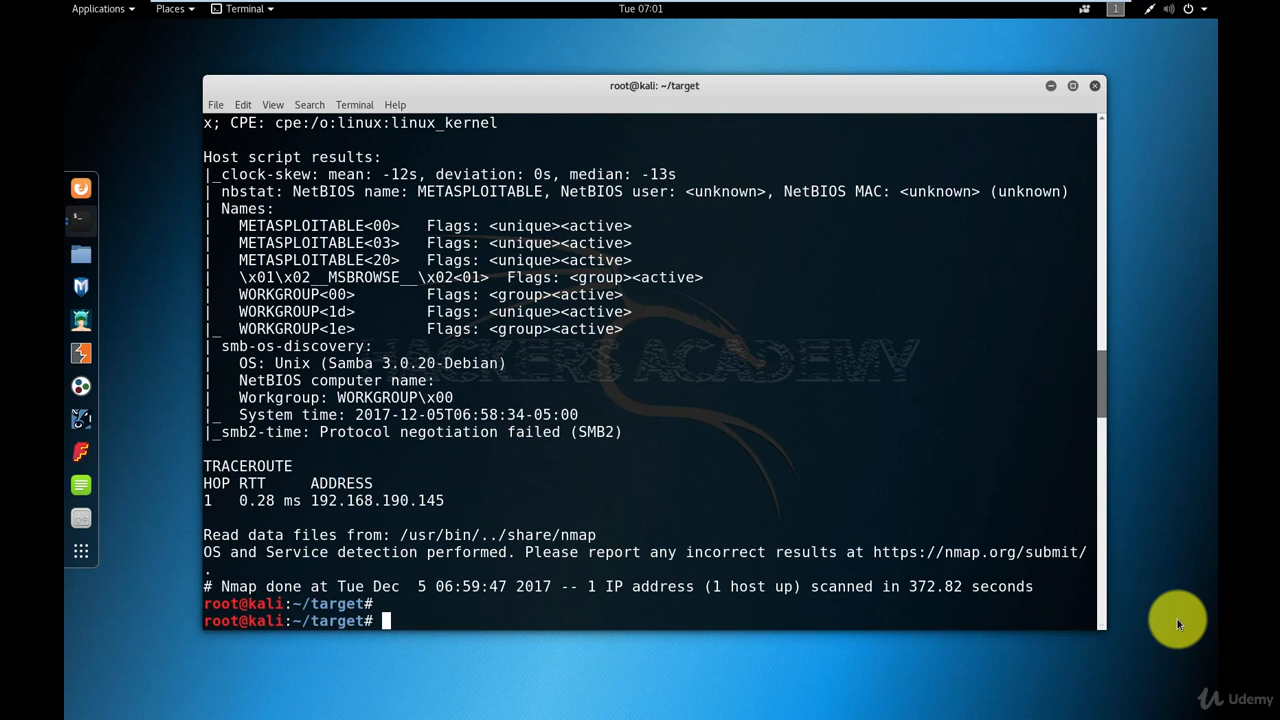 Applications Places Terminal Tue 07:01 1
root@kali: ~/target
File Edit View Search Terminal Help
x; CPE: cpe:/o:linux:linux_kernel
Host script results:
|_clock-skew: mean: -12s, deviation: 0s, median: -13s
| nbstat: NetBIOS name: METASPLOITABLE, NetBIOS user: <unknown>, NetBIOS MAC: <unknown> (unknown)
| Names:
|   METASPLOITABLE<00>   Flags: <unique><active>
|   METASPLOITABLE<03>   Flags: <unique><active>
|   METASPLOITABLE<20>   Flags: <unique><active>
|   \x01\x02__MSBROWSE__\x02<01>  Flags: <group><active>
|   WORKGROUP<00>        Flags: <group><active>
|   WORKGROUP<1d>        Flags: <unique><active>
|_  WORKGROUP<1e>        Flags: <group><active>
| smb-os-discovery:
|   OS: Unix (Samba 3.0.20-Debian)
|   NetBIOS computer name:
|   Workgroup: WORKGROUP\x00
|_  System time: 2017-12-05T06:58:34-05:00
|_smb2-time: Protocol negotiation failed (SMB2)
HACKERS ACADEMY
TRACEROUTE
HOP RTT     ADDRESS
1   0.28 ms 192.168.190.145
Read data files from: /usr/bin/../share/nmap
OS and Service detection performed. Please report any incorrect results at https://nmap.org/submit/
.
# Nmap done at Tue Dec  5 06:59:47 2017 -- 1 IP address (1 host up) scanned in 372.82 seconds
root@kali:~/target#
root@kali:~/target#
Udemy